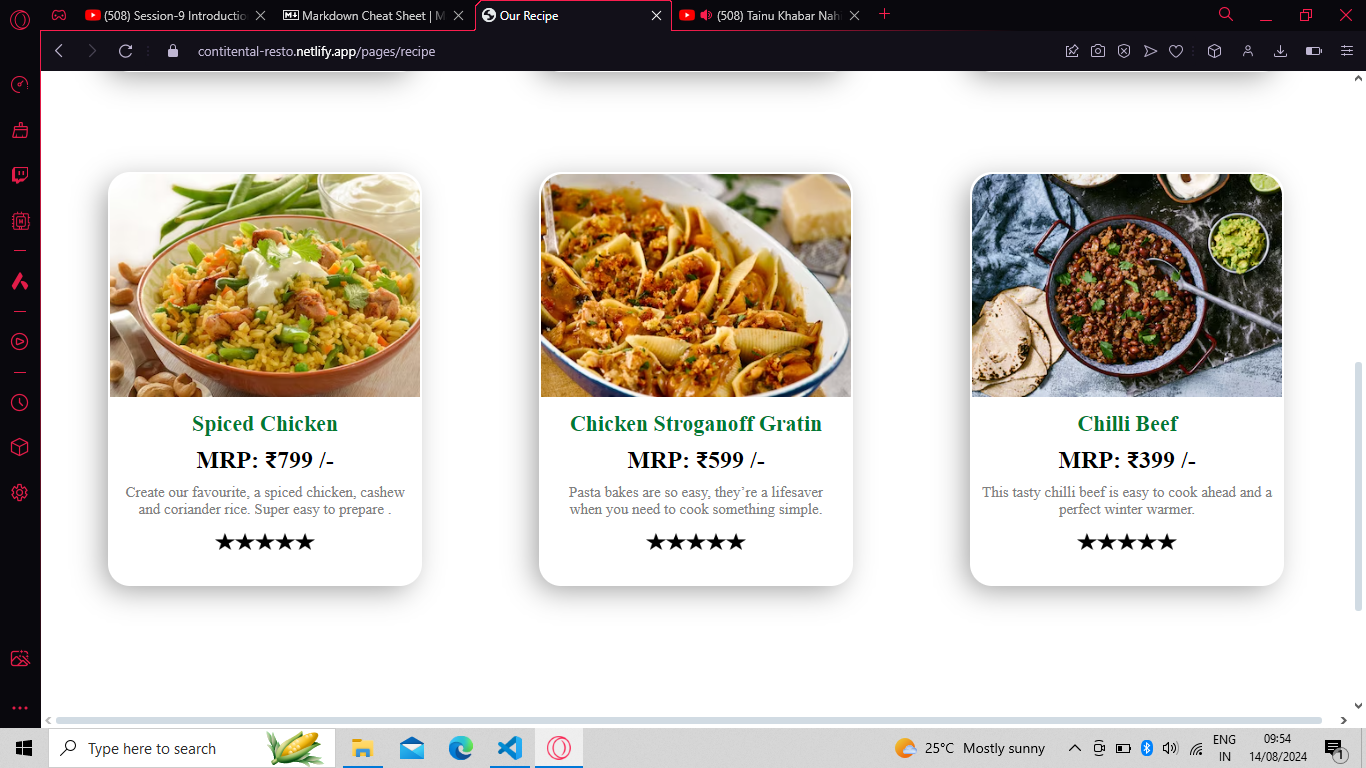 (508) Session-9 Introduction
Markdown Cheat Sheet | M
Our Recipe
(508) Tainu Khabar Nahi
contitental-resto.netlify.app/pages/recipe
Spiced Chicken
MRP: ₹799 /-
Create our favourite, a spiced chicken, cashew
and coriander rice. Super easy to prepare .
★★★★★
Chicken Stroganoff Gratin
MRP: ₹599 /-
Pasta bakes are so easy, they’re a lifesaver
when you need to cook something simple.
★★★★★
Chilli Beef
MRP: ₹399 /-
This tasty chilli beef is easy to cook ahead and a
perfect winter warmer.
★★★★★
Type here to search
25°C Mostly sunny
ENG
IN
09:54
14/08/2024
1